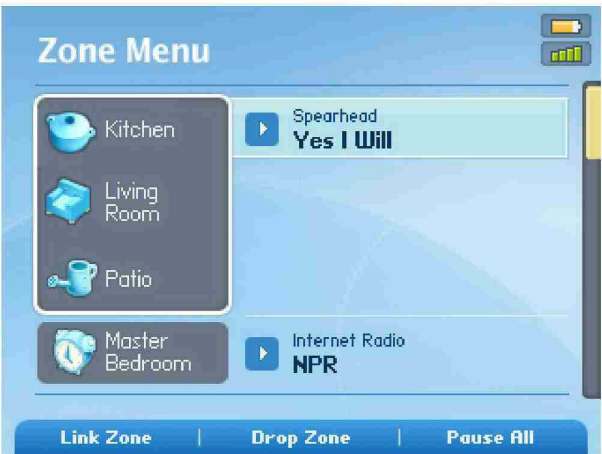 Zone Menu
Kitchen
Spearhead
Yes I Will
Living
Room
Patio
Master
Bedroom
Internet Radio
NPR
Link Zone | Drop Zone | Pause All